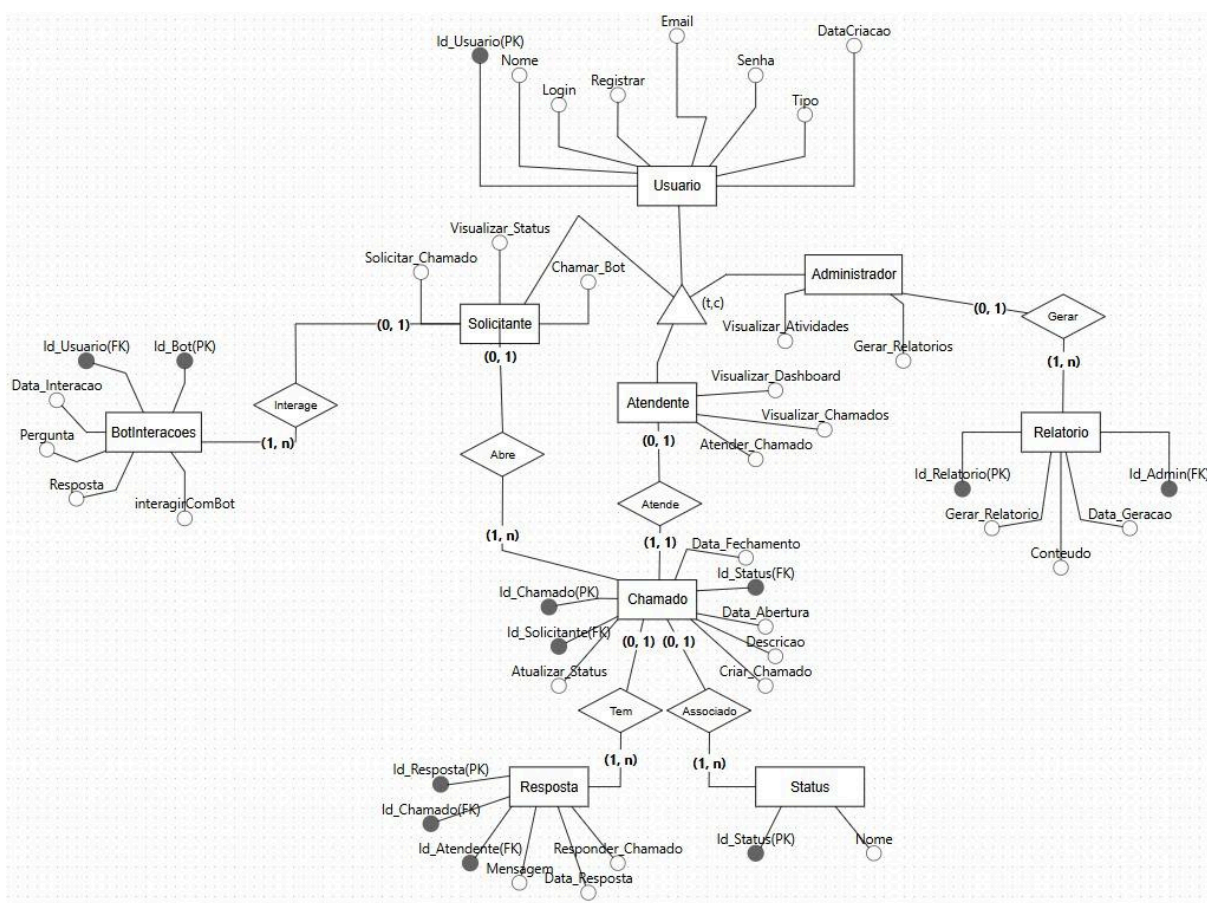 Email
DataCriacao
Id_Usuario(PK)
Nome
Senha
Registrar
Login
Tipo
Usuario
Visualizar_Status
Solicitar_Chamado
Chamar_Bot
Administrador
(t,c)
(0, 1)
Solicitante
(0, 1)
Gerar
Visualizar_Atividades
Gerar_Relatorios
Id_Usuario(FK)
Id_Bot(PK)
(0, 1)
(1, n)
Visualizar_Dashboard
Data_Interacao
Interage
Atendente
Visualizar_Chamados
BotInteracoes
Relatorio
Pergunta
(1, n)
(0, 1)
Atender_Chamado
Abre
Id_Relatorio(PK)
Id_Admin(FK)
Resposta
interagirComBot
Atende
Gerar_Relatorio
Data_Geracao
(1, n)
(1, 1)
Data_Fechamento
Conteudo
Id_Status(FK)
Id_Chamado(PK)
Chamado
Data_Abertura
Id_Solicitante(FK)
(0, 1)
(0, 1)
Descricao
Atualizar_Status
Criar_Chamado
Tem
Associado
(1, n)
(1, n)
Id_Resposta(PK)
Resposta
Status
Id_Chamado(FK)
Id_Status(PK)
Nome
Id_Atendente(FK)
Responder_Chamado
Mensagem
Data_Resposta